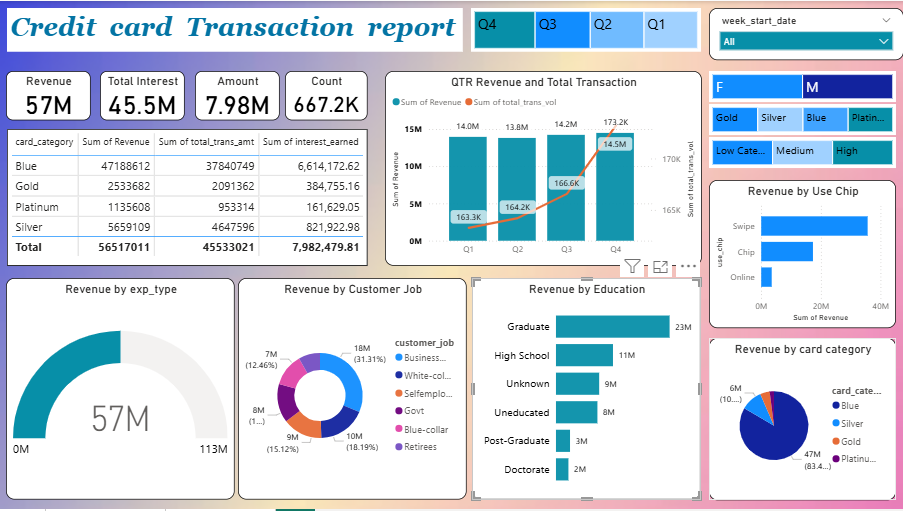 Credit card Transaction report
Q4 Q3 Q2 Q1
week_start_date
All
Revenue
57M
Total Interest
45.5M
Amount
7.98M
Count
667.2K
F M
Gold Silver Blue Platin...
Low Cate... Medium High
card_category Sum of Revenue Sum of total_trans_amt Sum of interest_earned
Blue 47188612 37840749 6,614,172.62
Gold 2533682 2091362 384,755.16
Platinum 1135608 953314 161,629.05
Silver 5659109 4647596 821,922.98
Total 56517011 45533021 7,982,479.81
QTR Revenue and Total Transaction
Sum of Revenue Sum of total_trans_vol
Sum of Revenue
15M
10M
5M
0M
14.0M 13.8M 14.2M 14.5M
163.3K 164.2K 166.6K 173.2K
Q1 Q2 Q3 Q4
170K
165K
Sum of total_trans_vol
Revenue by Use Chip
use_chip
Swipe
Chip
Online
0M 20M 40M
Sum of Revenue
Revenue by exp_type
57M
0M 113M
Revenue by Customer Job
18M
(31.31%)
10M
(18.19%)
9M
(15.12%)
8M
(1...)
7M
(12.46%)
customer_job
Business...
White-col...
Selfemplo...
Govt
Blue-collar
Retirees
Revenue by Education
Graduate 23M
High School 11M
Unknown 9M
Uneducated 8M
Post-Graduate 3M
Doctorate 2M
Revenue by card category
6M
(10....)
47M
(83.4...)
card_cate...
Blue
Silver
Gold
Platinu...